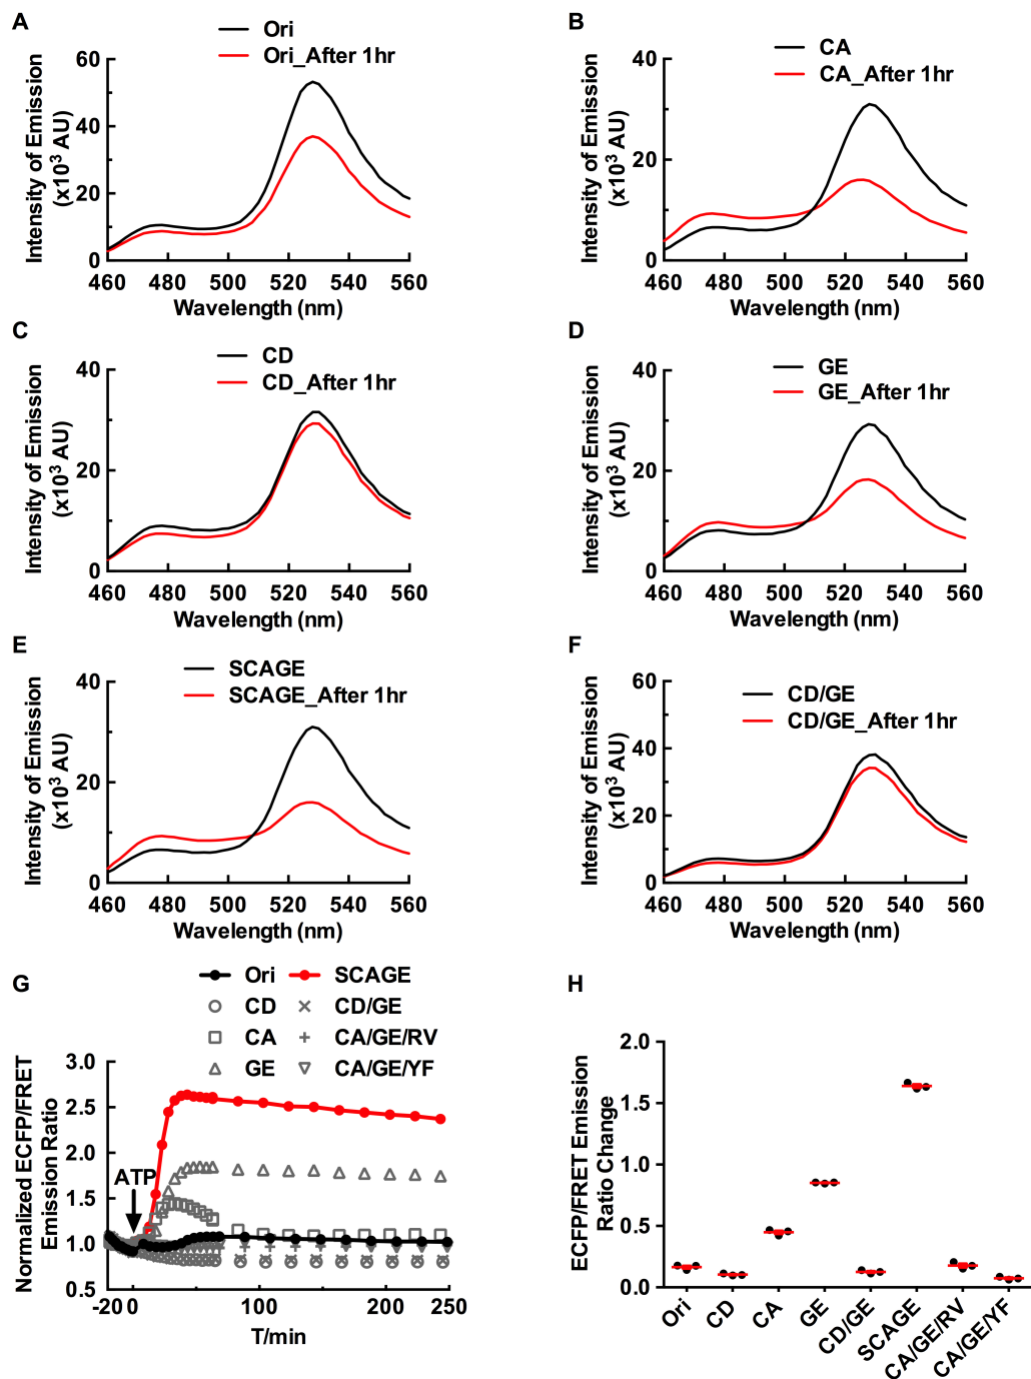 A
Ori
Ori_After 1hr
Intensity of Emission
(x10³ AU)
60
40
20
0
460 480 500 520 540 560
Wavelength (nm)
B
CA
CA_After 1hr
Intensity of Emission
(x10³ AU)
40
20
0
460 480 500 520 540 560
Wavelength (nm)
C
CD
CD_After 1hr
Intensity of Emission
(x10³ AU)
40
20
0
460 480 500 520 540 560
Wavelength (nm)
D
GE
GE_After 1hr
Intensity of Emission
(x10³ AU)
40
20
0
460 480 500 520 540 560
Wavelength (nm)
E
SCAGE
SCAGE_After 1hr
Intensity of Emission
(x10³ AU)
40
20
0
460 480 500 520 540 560
Wavelength (nm)
F
CD/GE
CD/GE_After 1hr
Intensity of Emission
(x10³ AU)
60
40
20
0
460 480 500 520 540 560
Wavelength (nm)
G
Ori SCAGE
CD CD/GE
CA CA/GE/RV
GE CA/GE/YF
Normalized ECFP/FRET
Emission Ratio
3.0
2.5
2.0
1.5
1.0
0.5
ATP
-20 0 100 200 250
T/min
H
ECFP/FRET Emission
Ratio Change
2.0
1.5
1.0
0.5
0.0
Ori
CD
CA
GE
CD/GE
SCAGE
CA/GE/RV
CA/GE/YF